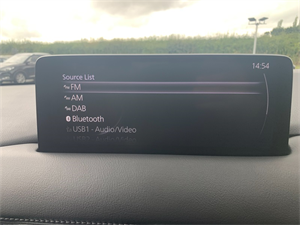 14:54
Source List
FM
AM
DAB
Bluetooth
USB1 - Audio/Video